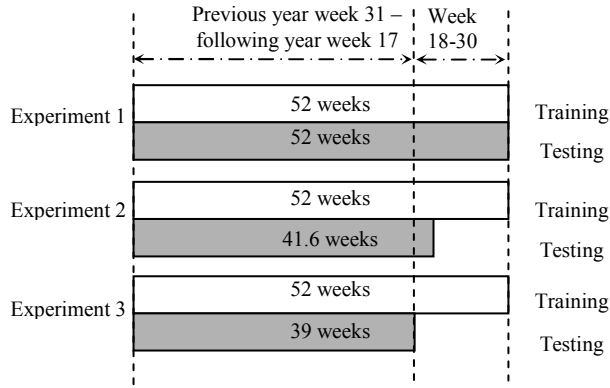 Previous year week 31 –
following year week 17
Week
18-30
Experiment 1
52 weeks
Training
52 weeks
Testing
Experiment 2
52 weeks
Training
41.6 weeks
Testing
Experiment 3
52 weeks
Training
39 weeks
Testing